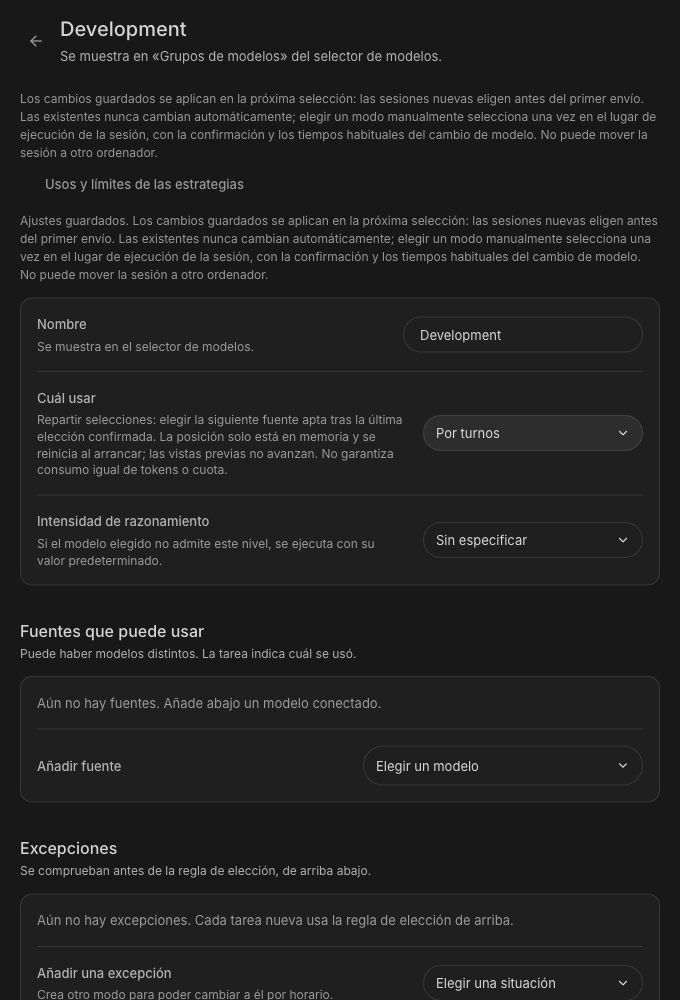 Development
Se muestra en «Grupos de modelos» del selector de modelos.
Los cambios guardados se aplican en la próxima selección: las sesiones nuevas eligen antes del primer envío.
Las existentes nunca cambian automáticamente; elegir un modo manualmente selecciona una vez en el lugar de
ejecución de la sesión, con la confirmación y los tiempos habituales del cambio de modelo. No puede mover la
sesión a otro ordenador.
Usos y límites de las estrategias
Ajustes guardados. Los cambios guardados se aplican en la próxima selección: las sesiones nuevas eligen antes
del primer envío. Las existentes nunca cambian automáticamente; elegir un modo manualmente selecciona una
vez en el lugar de ejecución de la sesión, con la confirmación y los tiempos habituales del cambio de modelo.
No puede mover la sesión a otro ordenador.
Nombre
Se muestra en el selector de modelos.
Development
Cuál usar
Repartir selecciones: elegir la siguiente fuente apta tras la última
elección confirmada. La posición solo está en memoria y se
reinicia al arrancar; las vistas previas no avanzan. No garantiza
consumo igual de tokens o cuota.
Por turnos
Intensidad de razonamiento
Si el modelo elegido no admite este nivel, se ejecuta con su
valor predeterminado.
Sin especificar
Fuentes que puede usar
Puede haber modelos distintos. La tarea indica cuál se usó.
Aún no hay fuentes. Añade abajo un modelo conectado.
Añadir fuente
Elegir un modelo
Excepciones
Se comprueban antes de la regla de elección, de arriba abajo.
Aún no hay excepciones. Cada tarea nueva usa la regla de elección de arriba.
Añadir una excepción
Crea otro modo para poder cambiar a él por horario.
Elegir una situación